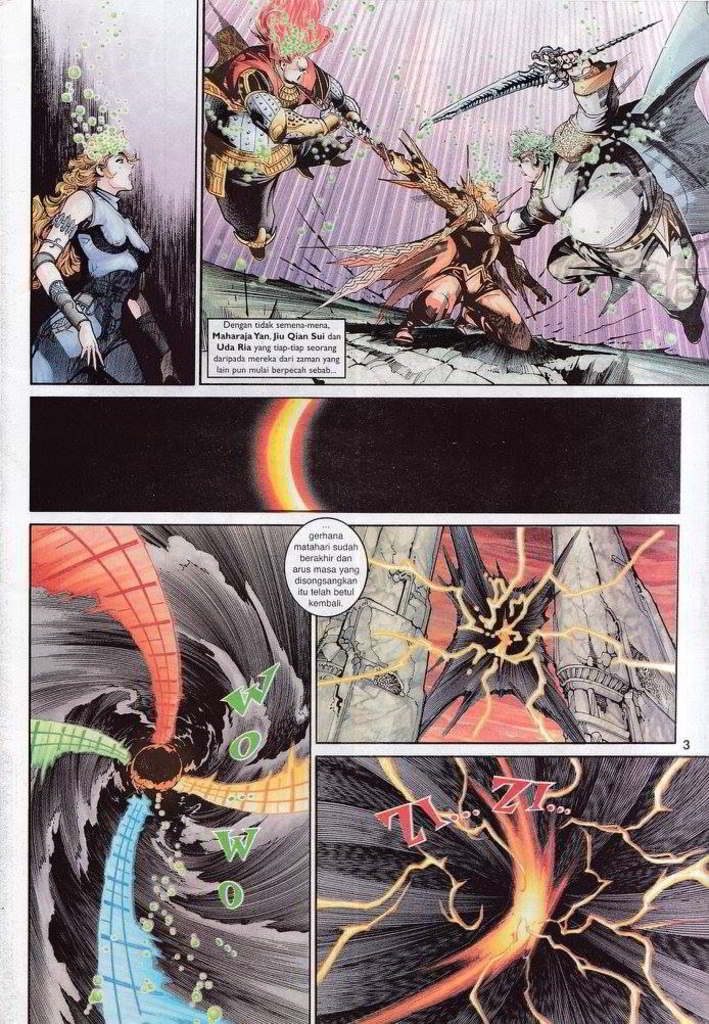 Dengan tidak semena-mena,
Maharaja Yan, Jiu Qian Sui dan
Uda Ria yang tiap-tiap seorang
daripada mereka dari zaman yang
lain pun mulai berpecah sebab...
...
gerhana
matahari sudah
berakhir dan
arus masa yang
disongsangkan
itu telah betul
kembali.
W
O
W
O
3
ZI... ZI...